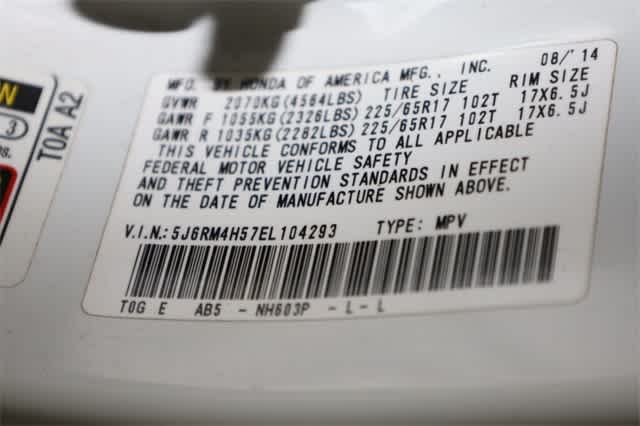 08/'14
MFD. BY HONDA OF AMERICA MFG., INC.
GVWR 2070KG(4564LBS) TIRE SIZE RIM SIZE
GAWR F 1055KG(2326LBS) 225/65R17 102T 17X6.5J
GAWR R 1035KG(2282LBS) 225/65R17 102T 17X6.5J
THIS VEHICLE CONFORMS TO ALL APPLICABLE
FEDERAL MOTOR VEHICLE SAFETY
AND THEFT PREVENTION STANDARDS IN EFFECT
ON THE DATE OF MANUFACTURE SHOWN ABOVE.
V.I.N.: 5J6RM4H57EL104293 TYPE: MPV
T0G E AB5 - NH603P - L - L
T0A A2
N
3